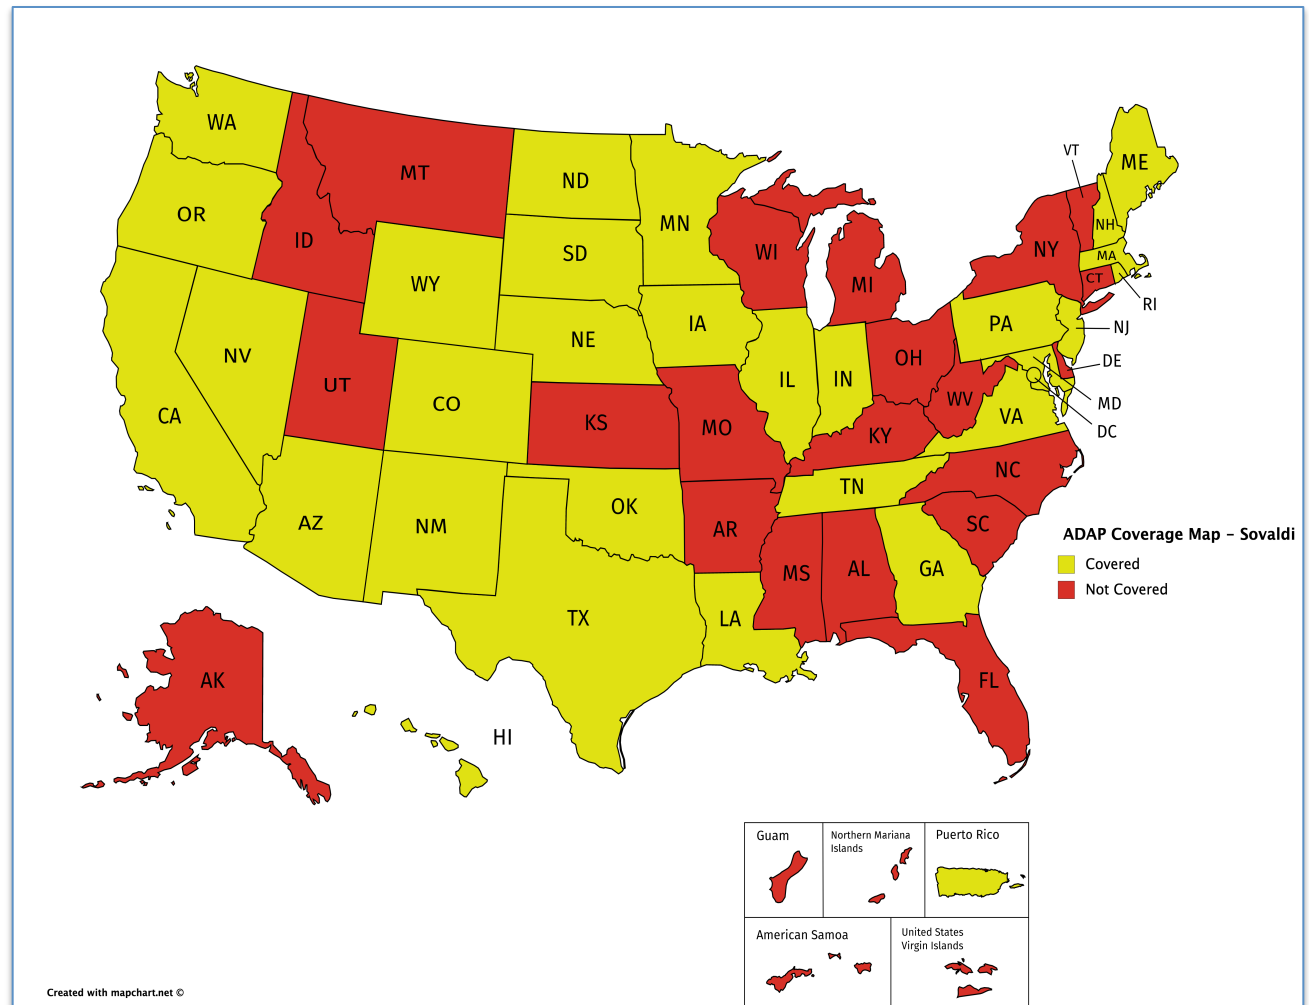 WA
VT
ME
MT
ND
OR
MN
NH
ID
SD
WI
NY
MA
WY
MI
CT
RI
IA
PA
NJ
NE
NV
OH
DE
UT
IL
IN
CO
WV
MD
CA
KS
MO
KY
VA
DC
NC
TN
OK
AZ
NM
AR
SC
ADAP Coverage Map – Sovaldi
Covered
Not Covered
MS
AL
GA
TX
LA
AK
FL
HI
Guam
Northern Mariana
Islands
Puerto Rico
American Samoa
United States
Virgin Islands
Created with mapchart.net ©